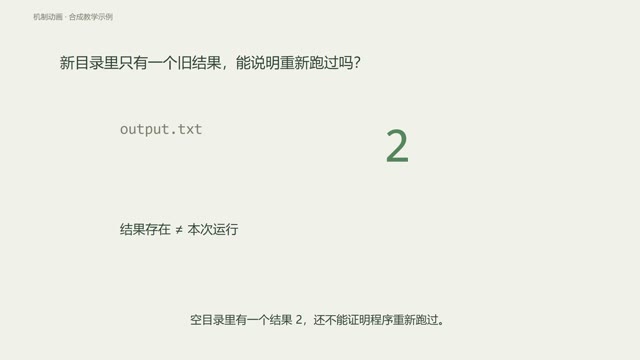 机制动画 · 合成教学示例
新目录里只有一个旧结果，能说明重新跑过吗？
output.txt
2
结果存在 ≠ 本次运行
空目录里有一个结果 2，还不能证明程序重新跑过。